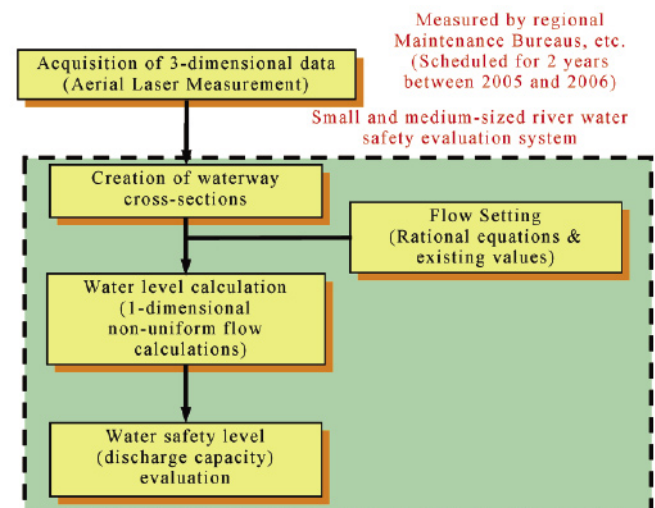 Measured by regional
Maintenance Bureaus, etc.
(Scheduled for 2 years
between 2005 and 2006)
Acquisition of 3-dimensional data
(Aerial Laser Measurement)
Small and medium-sized river water
safety evaluation system
Creation of waterway
cross-sections
Flow Setting
(Rational equations &
existing values)
Water level calculation
(1-dimensional
non-uniform flow
calculations)
Water safety level
(discharge capacity)
evaluation